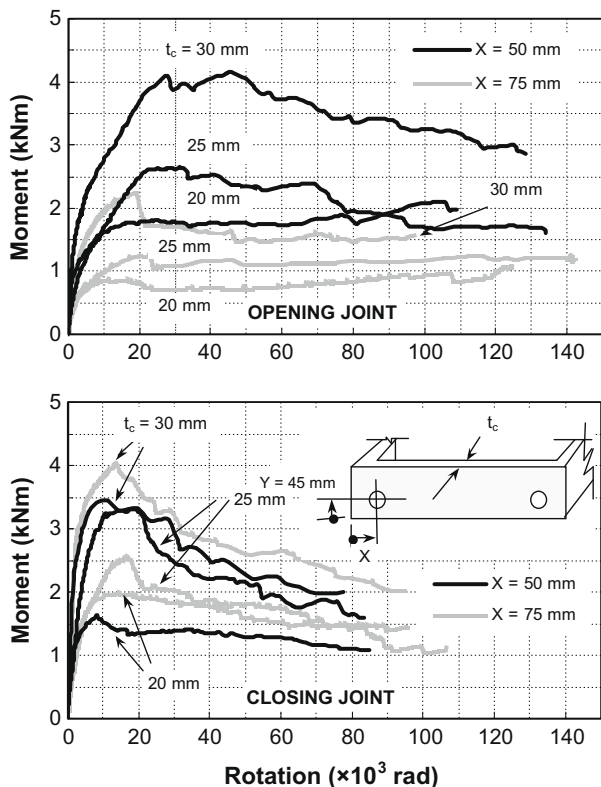 5
4
3
2
1
0
Moment (kNm)
t_c = 30 mm
X = 50 mm
X = 75 mm
25 mm
20 mm
30 mm
25 mm
20 mm
OPENING JOINT
0 20 40 60 80 100 120 140
5
4
3
2
1
0
Moment (kNm)
t_c = 30 mm
t_c
Y = 45 mm
25 mm
X
X = 50 mm
X = 75 mm
20 mm
CLOSING JOINT
0 20 40 60 80 100 120 140
Rotation (×10³ rad)